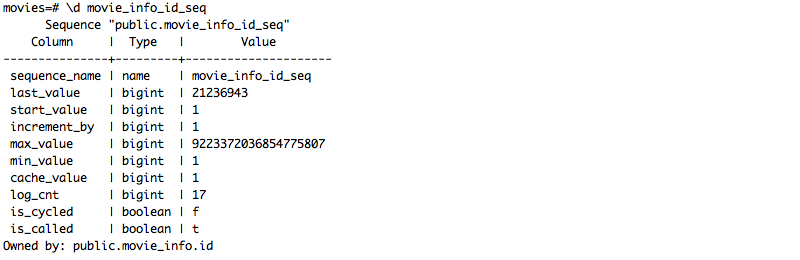 movies=# \d movie_info_id_seq
      Sequence "public.movie_info_id_seq"
    Column     |  Type   |        Value
---------------+---------+---------------------
 sequence_name | name    | movie_info_id_seq
 last_value    | bigint  | 21236943
 start_value   | bigint  | 1
 increment_by  | bigint  | 1
 max_value     | bigint  | 9223372036854775807
 min_value     | bigint  | 1
 cache_value   | bigint  | 1
 log_cnt       | bigint  | 17
 is_cycled     | boolean | f
 is_called     | boolean | t
Owned by: public.movie_info.id